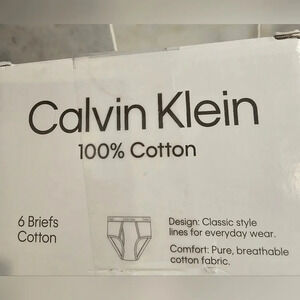 Calvin Klein
100% Cotton
6 Briefs
Cotton
Design: Classic style
lines for everyday wear.
Comfort: Pure, breathable
cotton fabric.